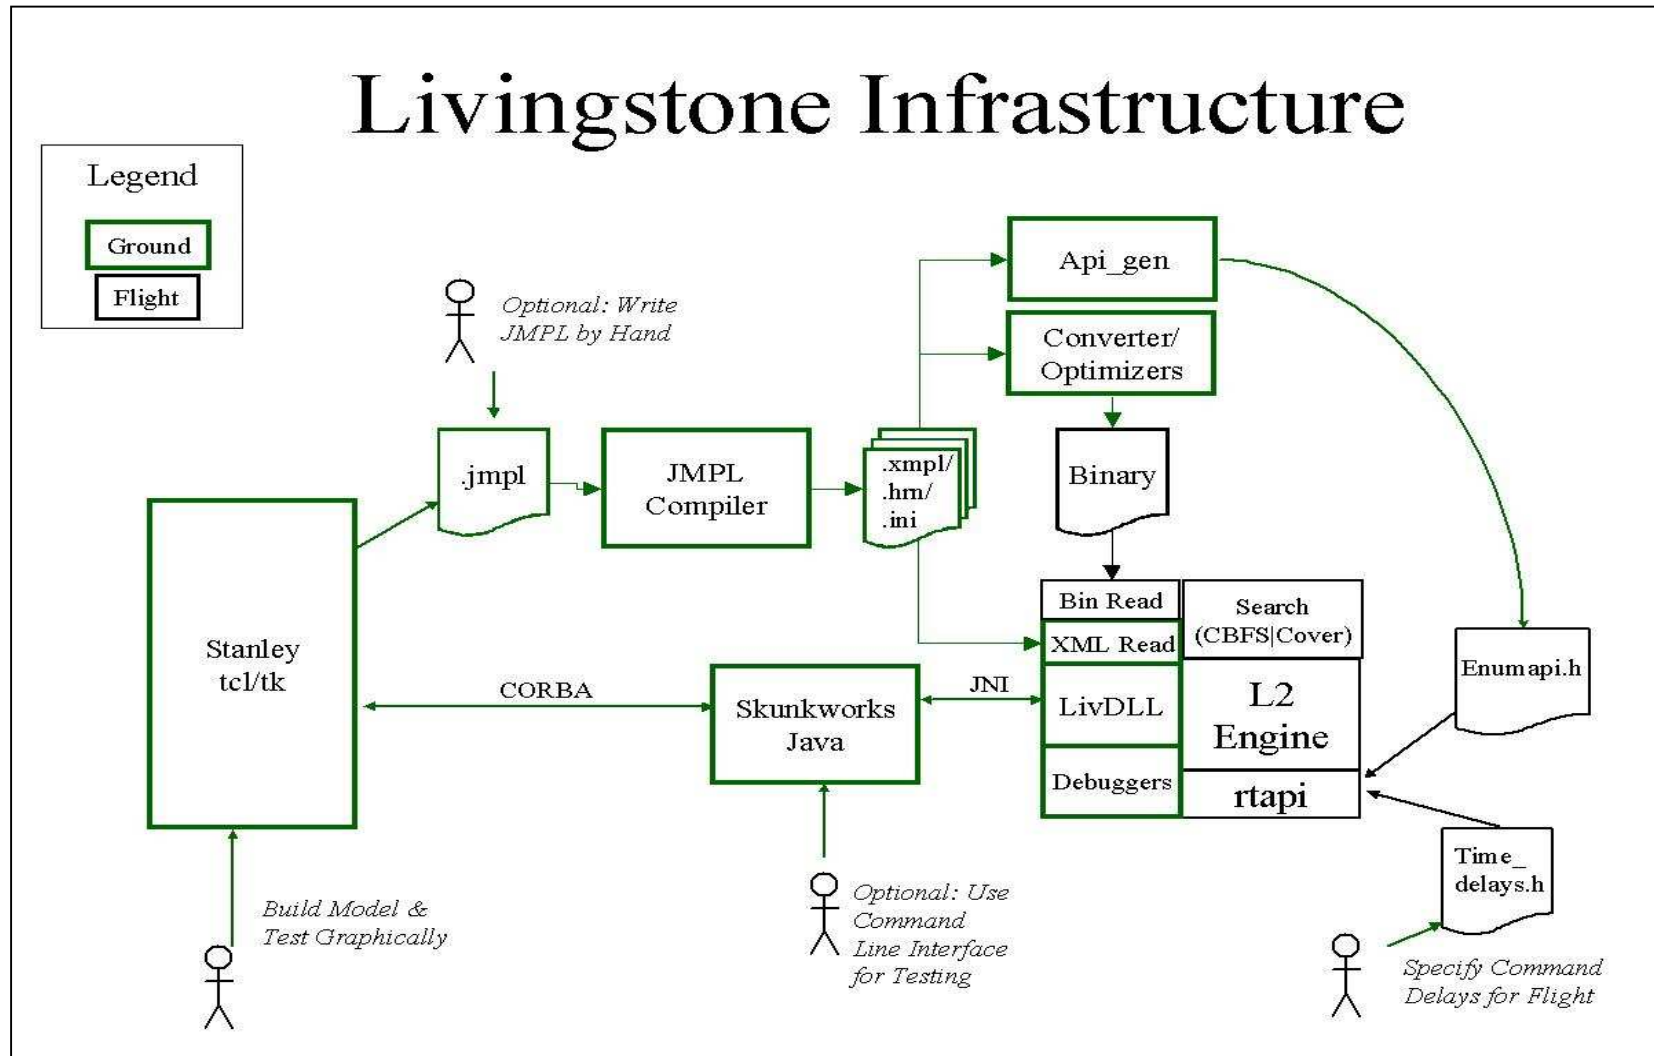 Livingstone Infrastructure
Legend
Ground
Flight
Optional: Write
JMPL by Hand
Api_gen
Converter/
Optimizers
.jmpl
JMPL
Compiler
.xmpl/
.hrn/
.ini
Binary
Bin Read
XML Read
LivDLL
Debuggers
Search
(CBFS|Cover)
L2
Engine
rtapi
Enumapi.h
Stanley
tcl/tk
CORBA
Skunkworks
Java
JNI
Time_
delays.h
Build Model &
Test Graphically
Optional: Use
Command
Line Interface
for Testing
Specify Command
Delays for Flight